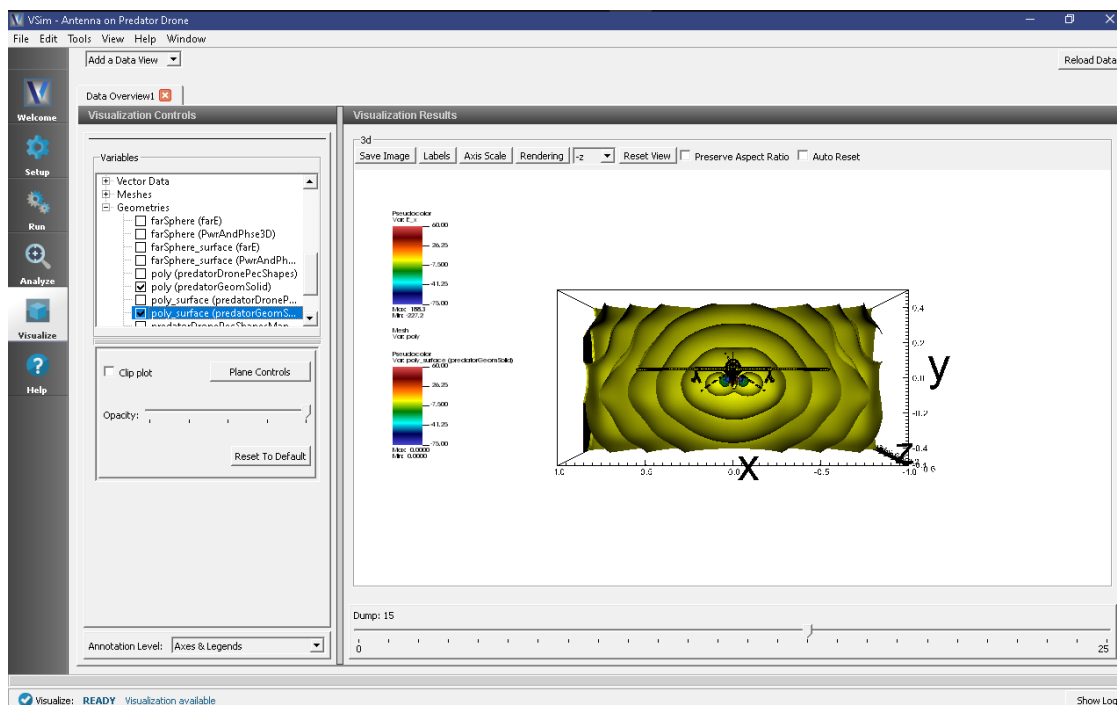 VSim - Antenna on Predator Drone
File Edit Tools View Help Window
Add a Data View
Reload Data
Data Overview1
Welcome
Setup
Run
Analyze
Visualize
Help
Visualization Controls
Variables
Vector Data
Meshes
Geometries
farSphere (farE)
farSphere (PwrAndPhse3D)
farSphere_surface (farE)
farSphere_surface (PwrAndPh...
poly (predatorDronePecShapes)
poly (predatorGeomSolid)
poly_surface (predatorDroneP...
poly_surface (predatorGeomS...
Clip plot
Plane Controls
Opacity:
Reset To Default
Annotation Level: Axes & Legends
Visualization Results
3d
Save Image Labels Axis Scale Rendering -z Reset View Preserve Aspect Ratio Auto Reset
Pseudocolor
Var: E_x
60.00
26.25
-7.500
-41.25
-75.00
Max: 188.3
Min: -227.2
Mesh
Var: poly
Pseudocolor
Var: poly_surface (predatorGeomSolid)
60.00
26.25
-7.500
-41.25
-75.00
Max: 0.0000
Min: 0.0000
0.4
0.2
0.0
-0.2
-0.4
y
z
x
1.0 0.5 0.0 -0.5 -1.0
Dump: 15
0 25
Visualize: READY Visualization available
Show Log